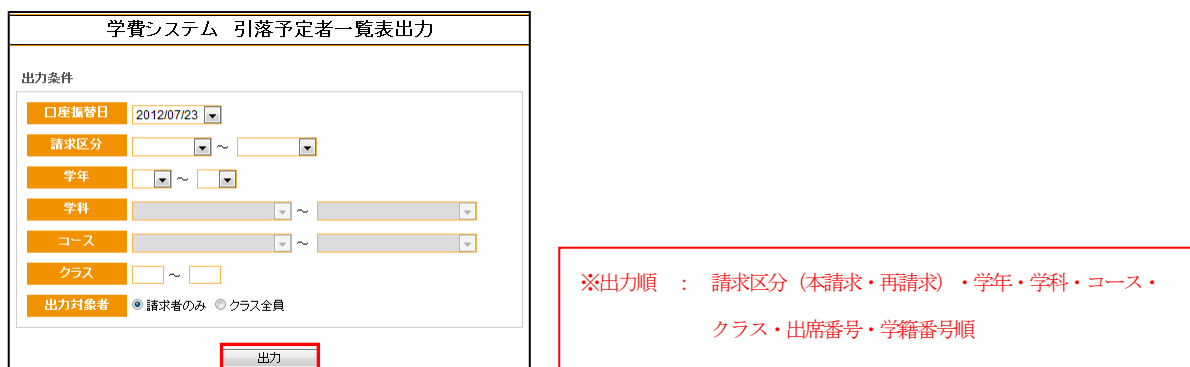 学費システム 引落予定者一覧表出力
出力条件
口座振替日 2012/07/23
請求区分 ～
学年 ～
学科 ～
コース ～
クラス ～
出力対象者 請求者のみ クラス全員
出力
※出力順 ： 請求区分（本請求・再請求）・学年・学科・コース・
クラス・出席番号・学籍番号順